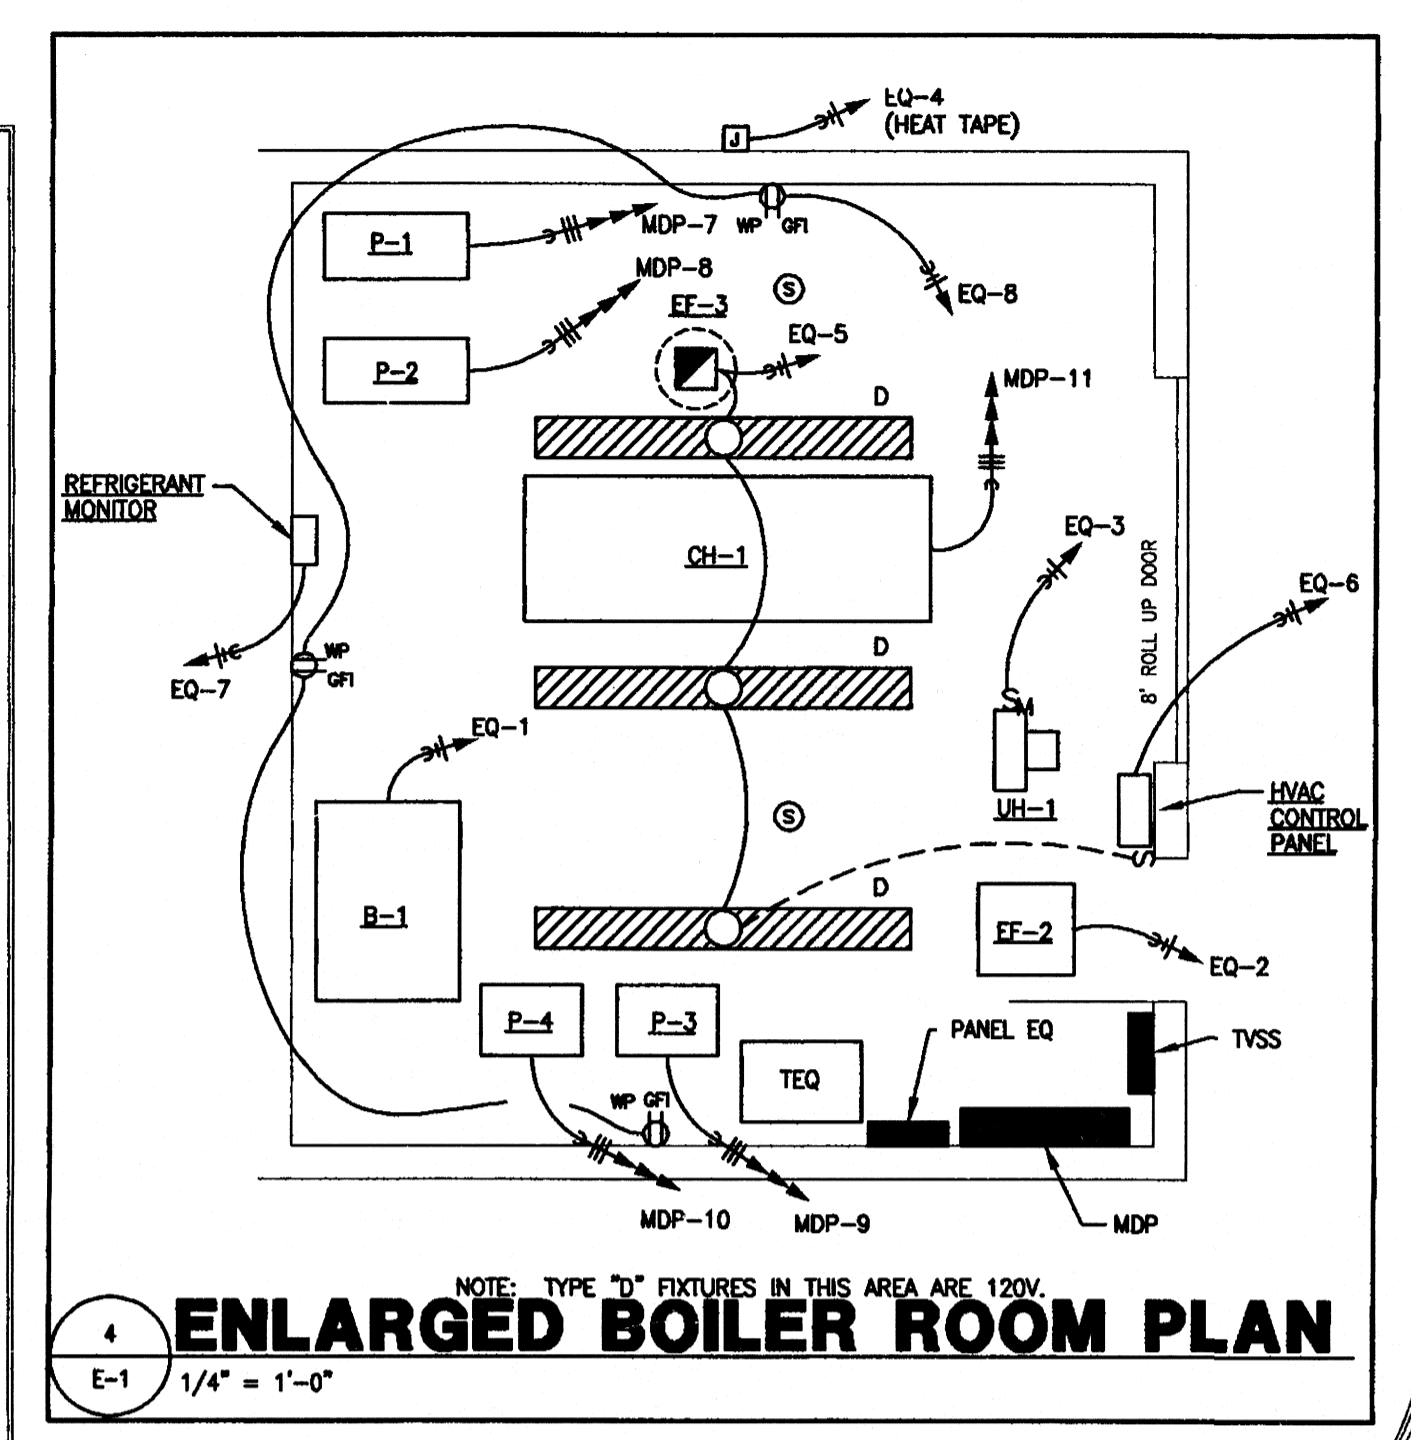 EQ-4
(HEAT TAPE)
J
P-1
MDP-7
WP GFI
MDP-8
S
EQ-8
EF-3
EQ-5
P-2
MDP-11
D
REFRIGERANT
MONITOR
CH-1
EQ-3
8' ROLL UP DOOR
EQ-6
WP
GFI
D
EQ-7
S
M
EQ-1
S
UH-1
HVAC
CONTROL
PANEL
S
D
B-1
EF-2
EQ-2
P-4
P-3
PANEL EQ
TVSS
TEQ
WP GFI
MDP-10
MDP-9
MDP
NOTE: TYPE "D" FIXTURES IN THIS AREA ARE 120V.
4
ENLARGED BOILER ROOM PLAN
E-1
1/4" = 1'-0"